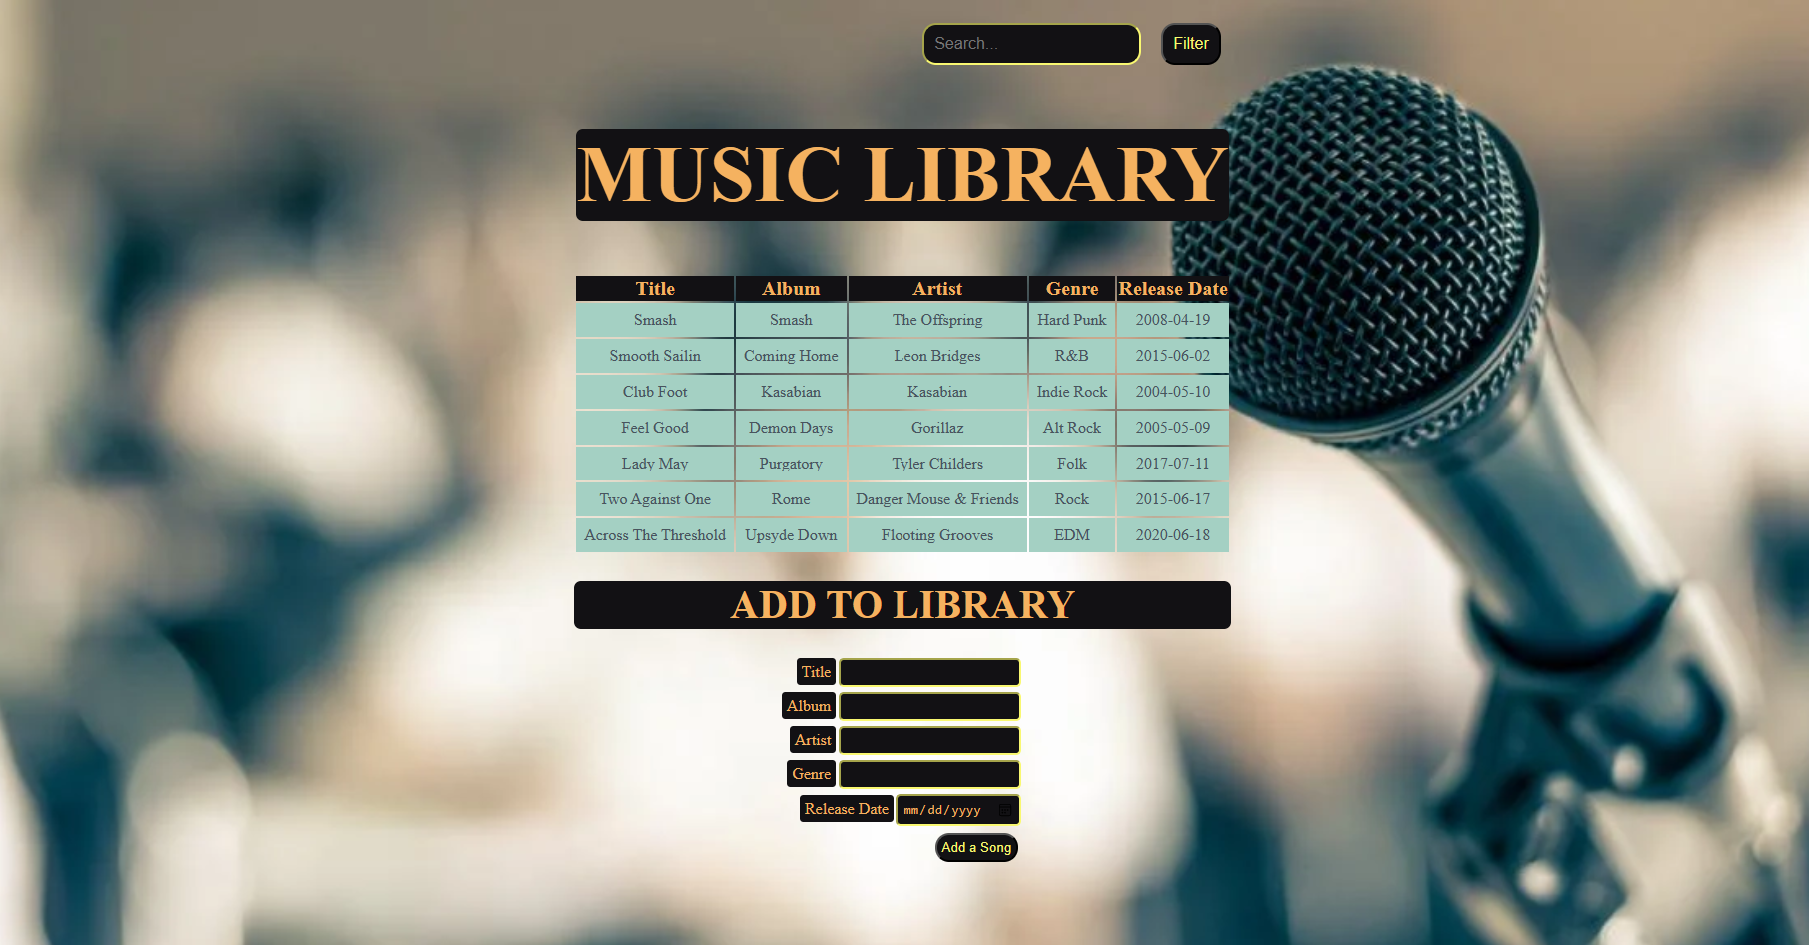 Search... Filter
MUSIC LIBRARY
Title Album Artist Genre Release Date
Smash Smash The Offspring Hard Punk 2008-04-19
Smooth Sailin Coming Home Leon Bridges R&B 2015-06-02
Club Foot Kasabian Kasabian Indie Rock 2004-05-10
Feel Good Demon Days Gorillaz Alt Rock 2005-05-09
Lady May Purgatory Tyler Childers Folk 2017-07-11
Two Against One Rome Danger Mouse & Friends Rock 2015-06-17
Across The Threshold Upsyde Down Flooting Grooves EDM 2020-06-18
ADD TO LIBRARY
Title
Album
Artist
Genre
Release Date mm/dd/yyyy
Add a Song